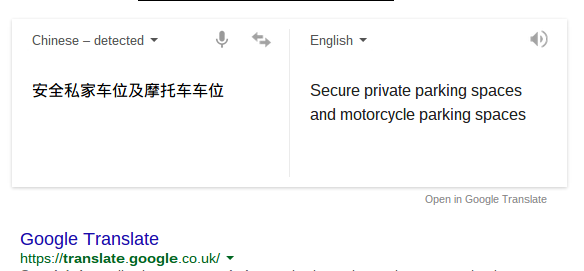 Chinese – detected
English
安全私家车位及摩托车车位
Secure private parking spaces
and motorcycle parking spaces
Open in Google Translate
Google Translate
https://translate.google.co.uk/